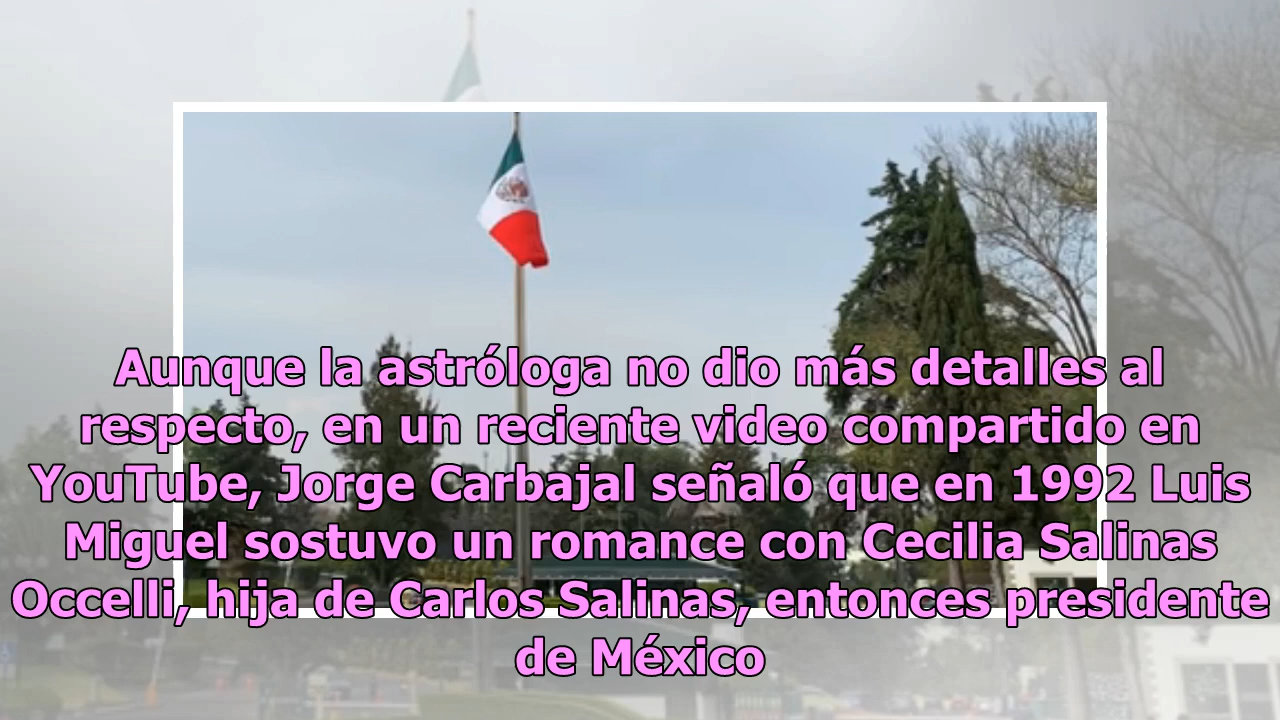 Aunque la astróloga no dio más detalles al
respecto, en un reciente video compartido en
YouTube, Jorge Carbajal señaló que en 1992 Luis
Miguel sostuvo un romance con Cecilia Salinas
Occelli, hija de Carlos Salinas, entonces presidente
de México